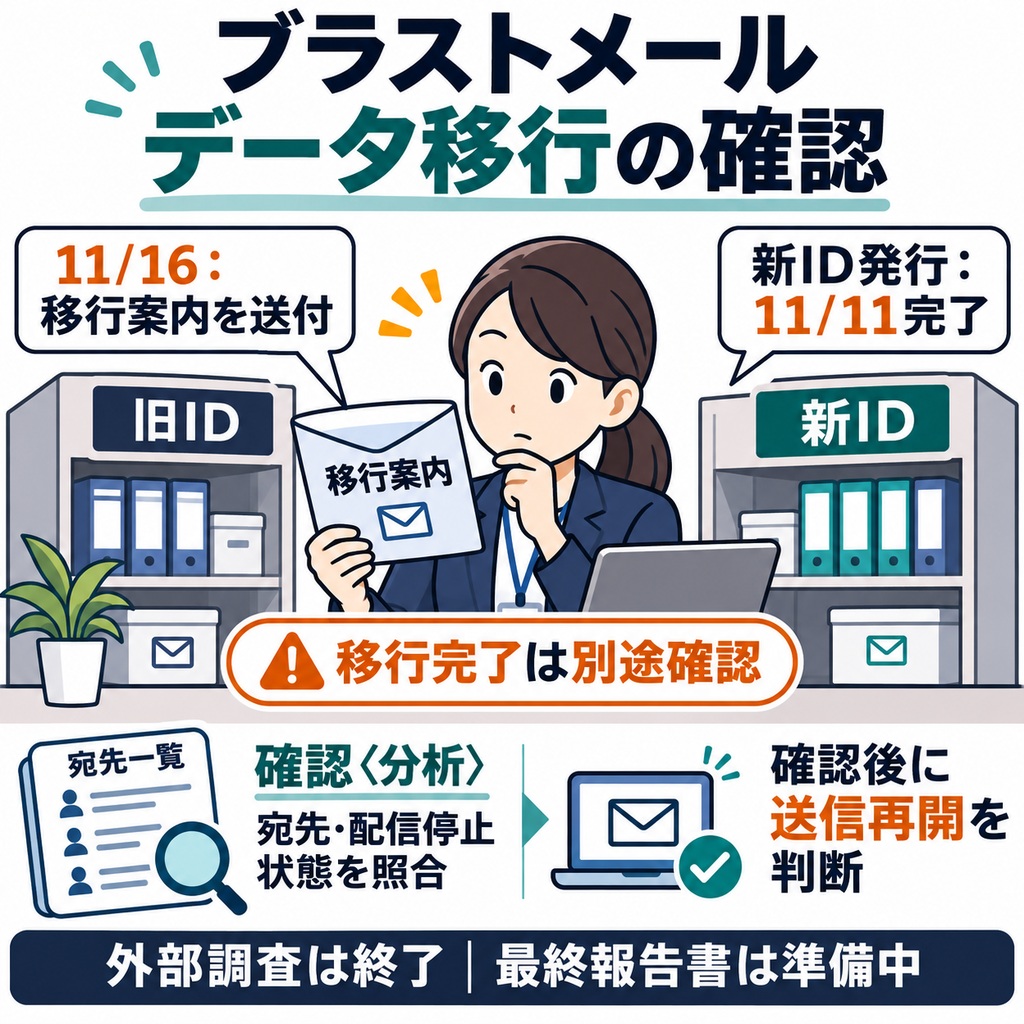 ブラストメール
データ移行の確認
11/16：
移行案内を送付
新ID発行：
11/11完了
旧ID
新ID
移行案内
移行完了は別途確認
宛先一覧
確認〈分析〉
宛先・配信停止
状態を照合
確認後に
送信再開を
判断
外部調査は終了｜最終報告書は準備中